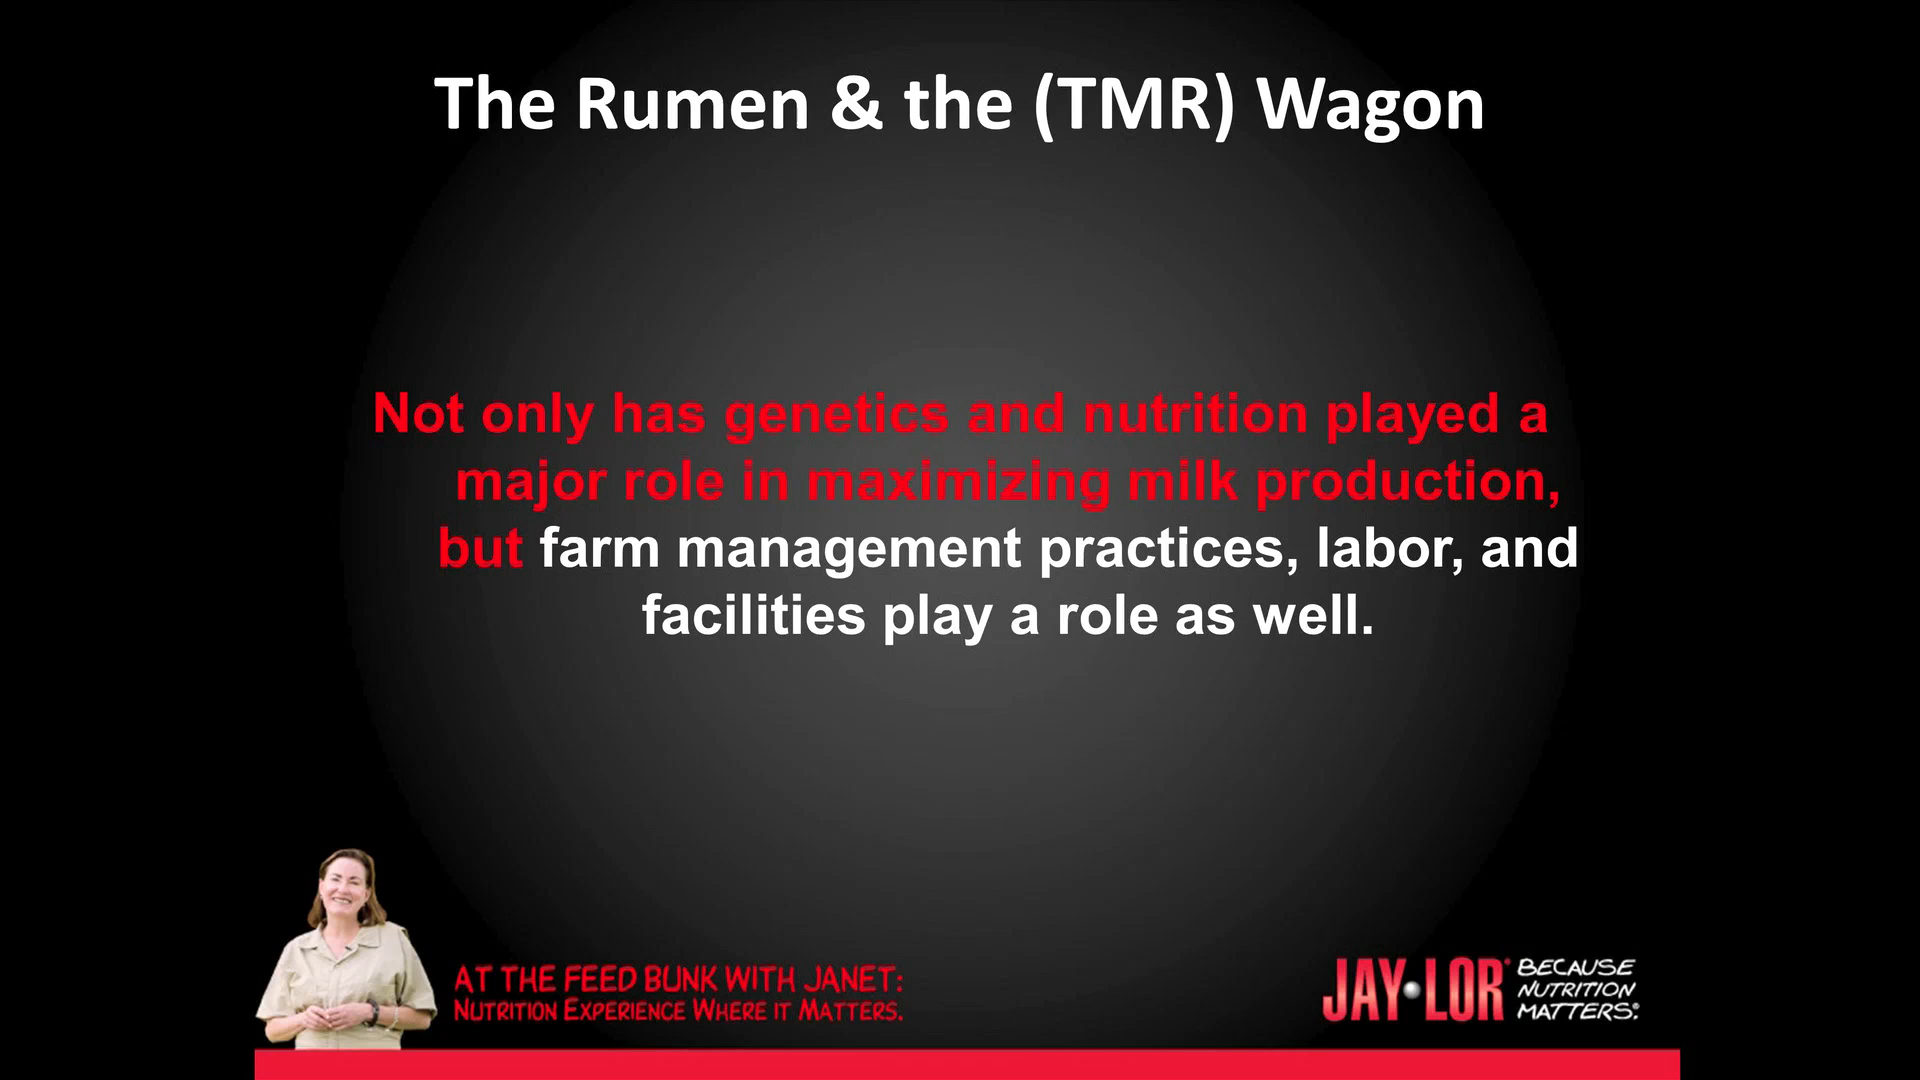 The Rumen & the (TMR) Wagon
Not only has genetics and nutrition played a
major role in maximizing milk production,
but farm management practices, labor, and
facilities play a role as well.
AT THE FEED BUNK WITH JANET:
NUTRITION EXPERIENCE WHERE IT MATTERS.
JAY•LOR®
BECAUSE
NUTRITION
MATTERS.®